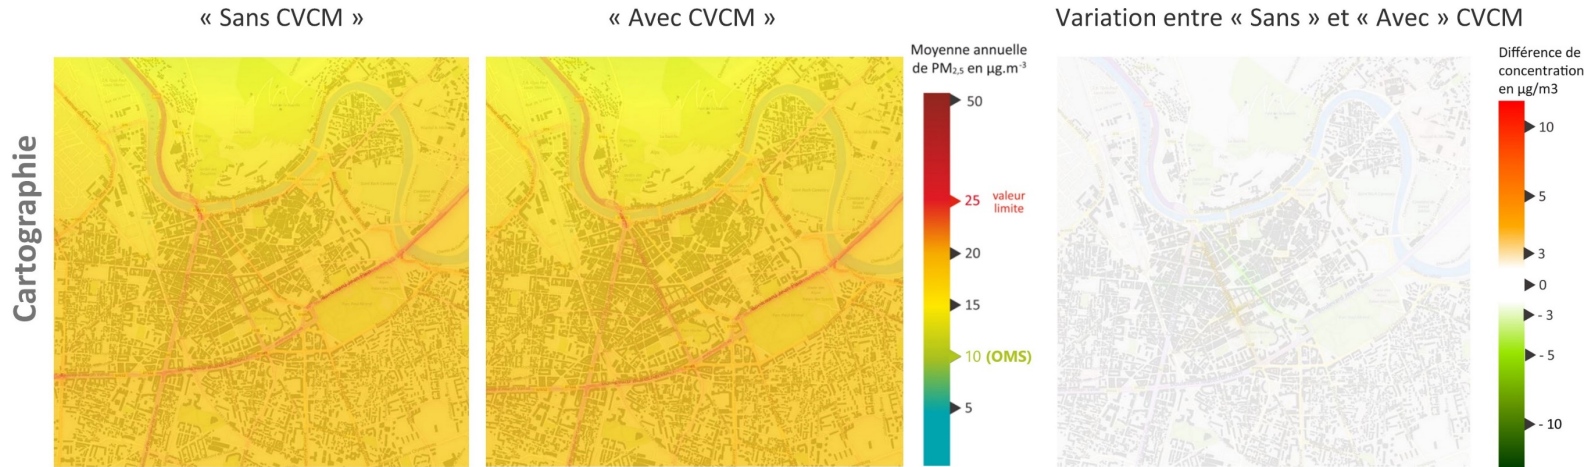 « Sans CVCM »
« Avec CVCM »
Variation entre « Sans » et « Avec » CVCM
Cartographie
Moyenne annuelle
de PM2,5 en µg.m-3
50
25 valeur
limite
20
15
10 (OMS)
5
Différence de
concentration
en µg/m3
10
5
3
0
- 3
- 5
- 10